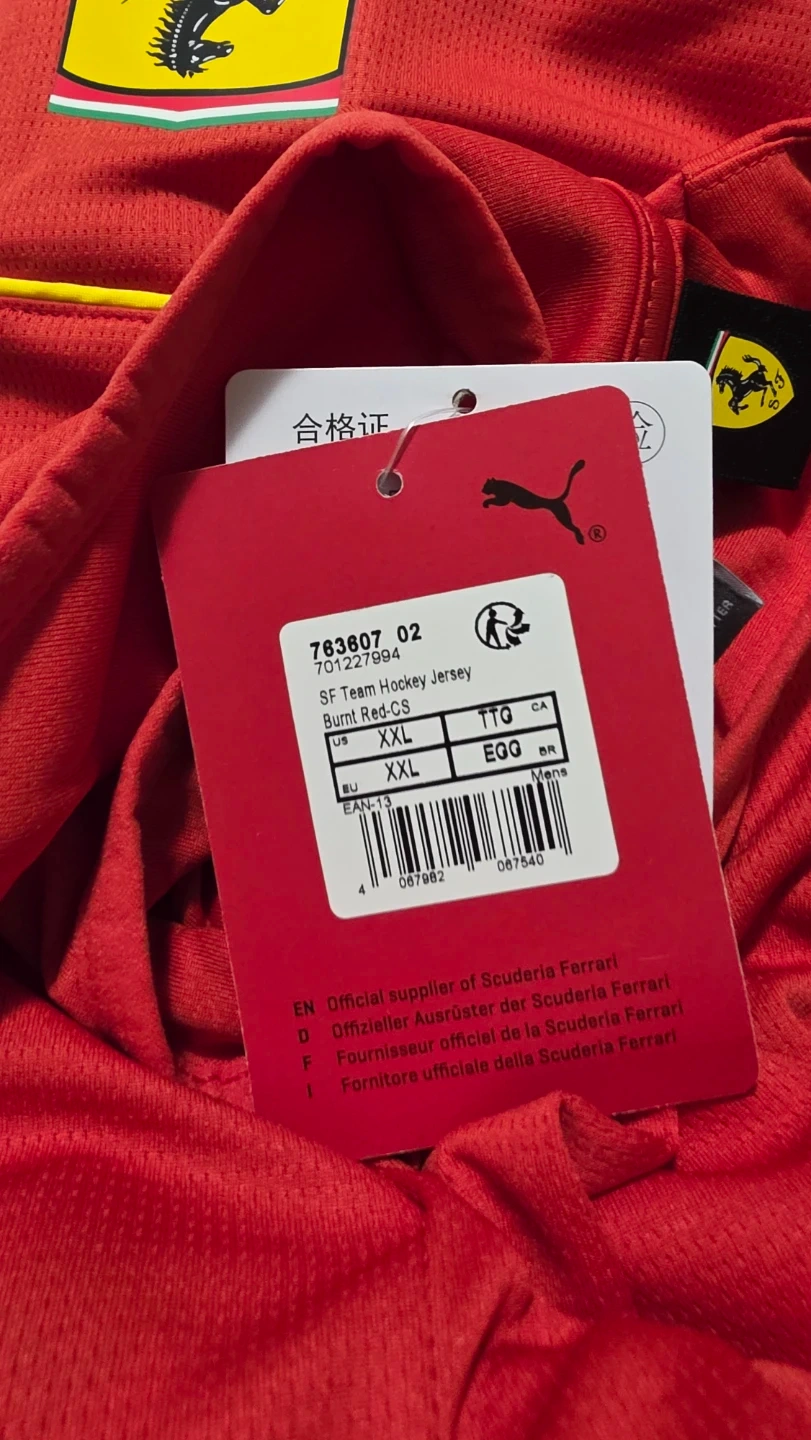 合格证
®
763607 02
701227994
SF Team Hockey Jersey
Burnt Red-CS
US XXL TTG CA
EU XXL EGG BR
EAN-13 Mens
4 067982 067540
EN Official supplier of Scuderia Ferrari
D Offizieller Ausrüster der Scuderia Ferrari
F Fournisseur officiel de la Scuderia Ferrari
I Fornitore ufficiale della Scuderia Ferrari
S F